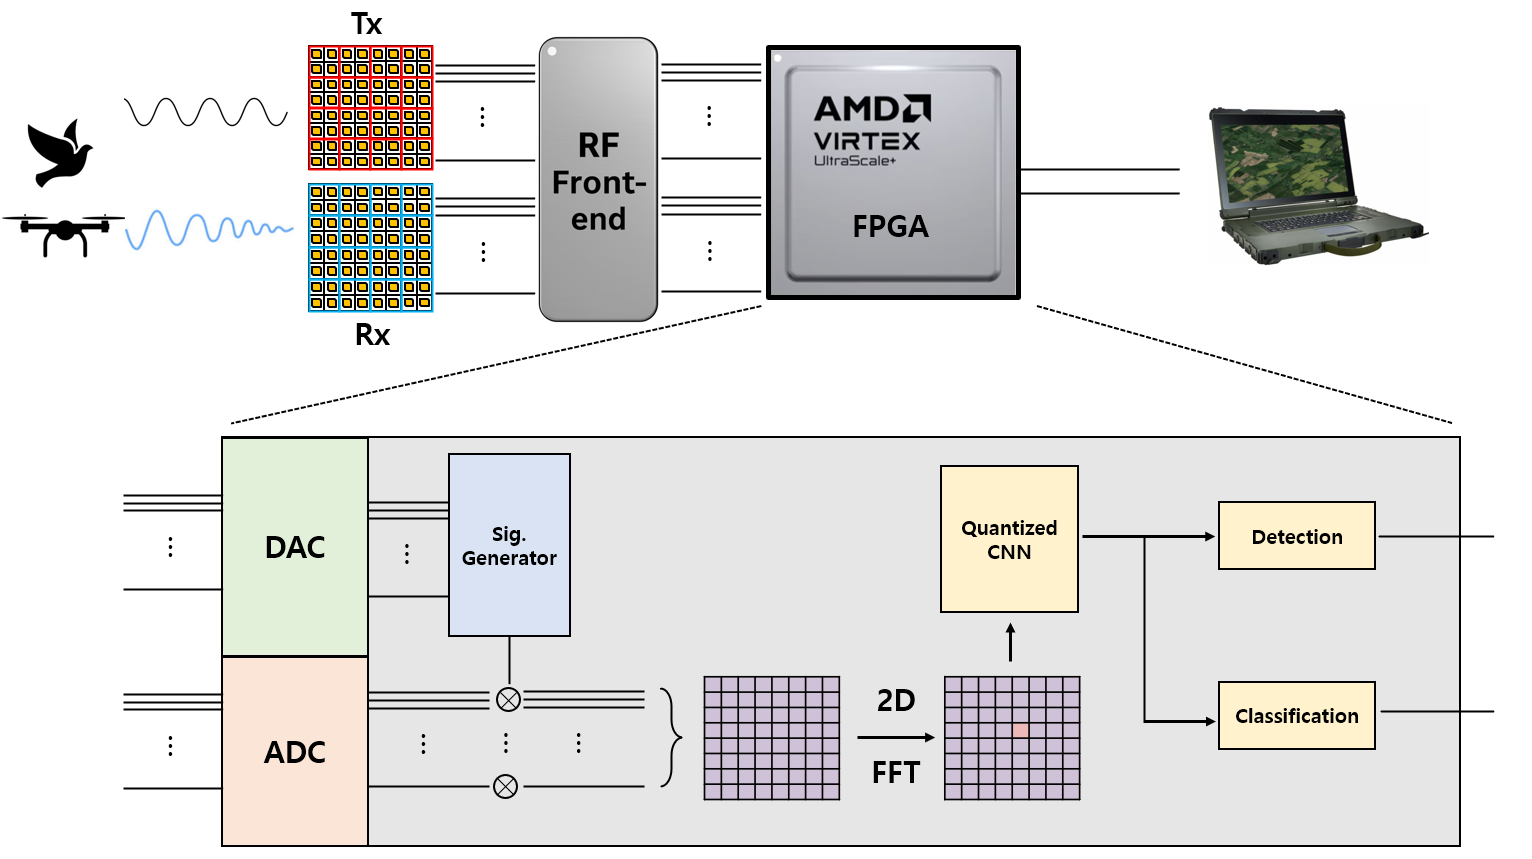 Tx
RF
Front-
end
AMD
VIRTEX
UltraScale+
FPGA
Rx
DAC
Sig.
Generator
Quantized
CNN
Detection
ADC
2D
FFT
Classification